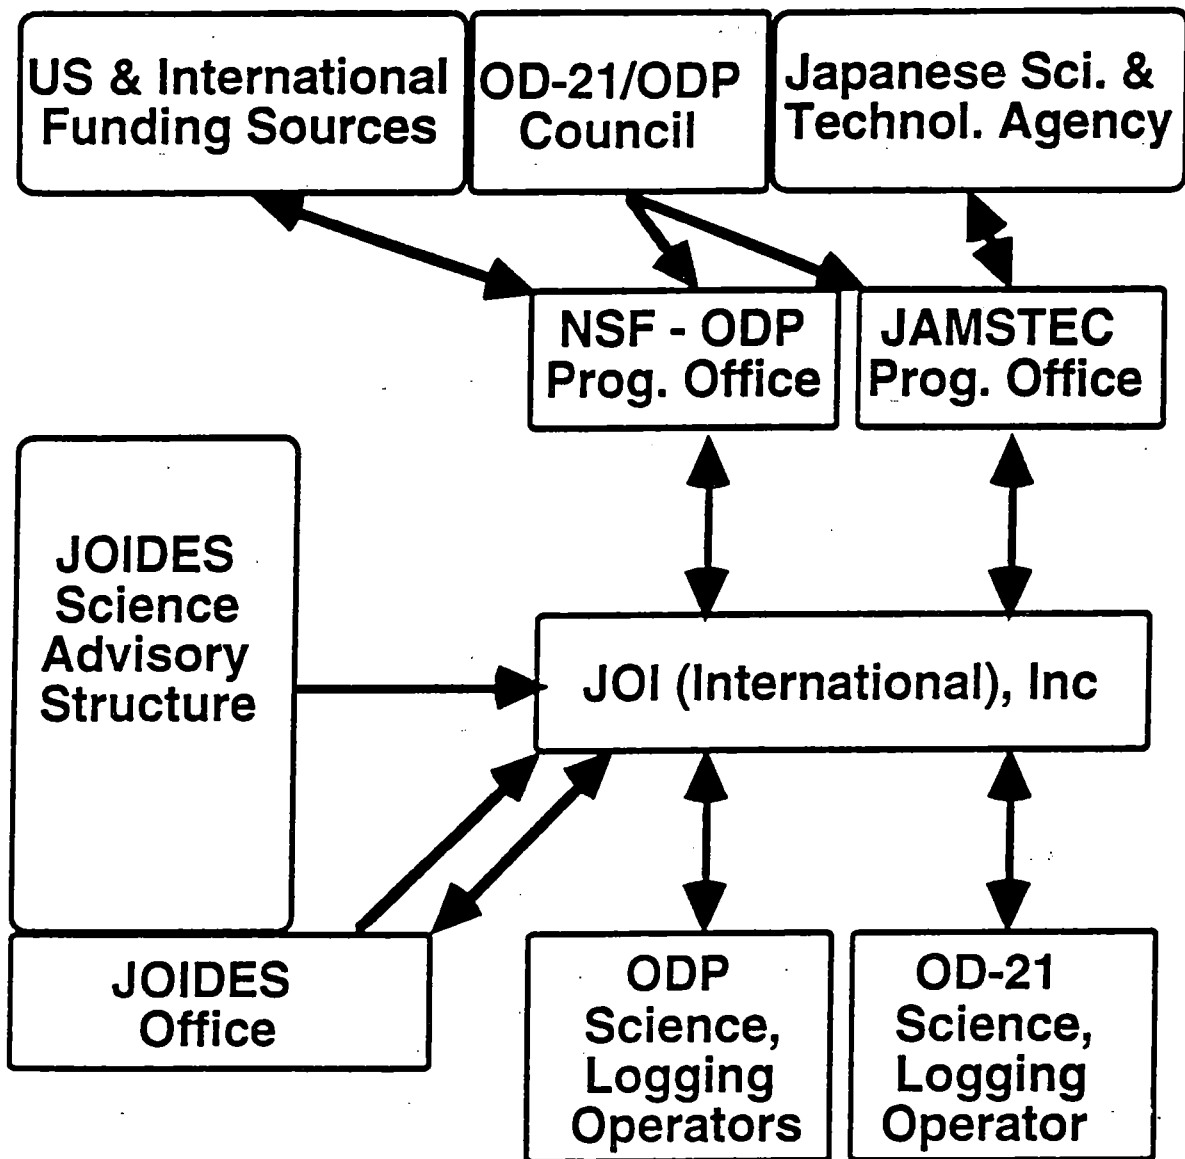 US & International
Funding Sources
OD-21/ODP
Council
Japanese Sci. &
Technol. Agency
NSF - ODP
Prog. Office
JAMSTEC
Prog. Office
JOIDES
Science
Advisory
Structure
JOI (International), Inc
JOIDES
Office
ODP
Science,
Logging
Operators
OD-21
Science,
Logging
Operator